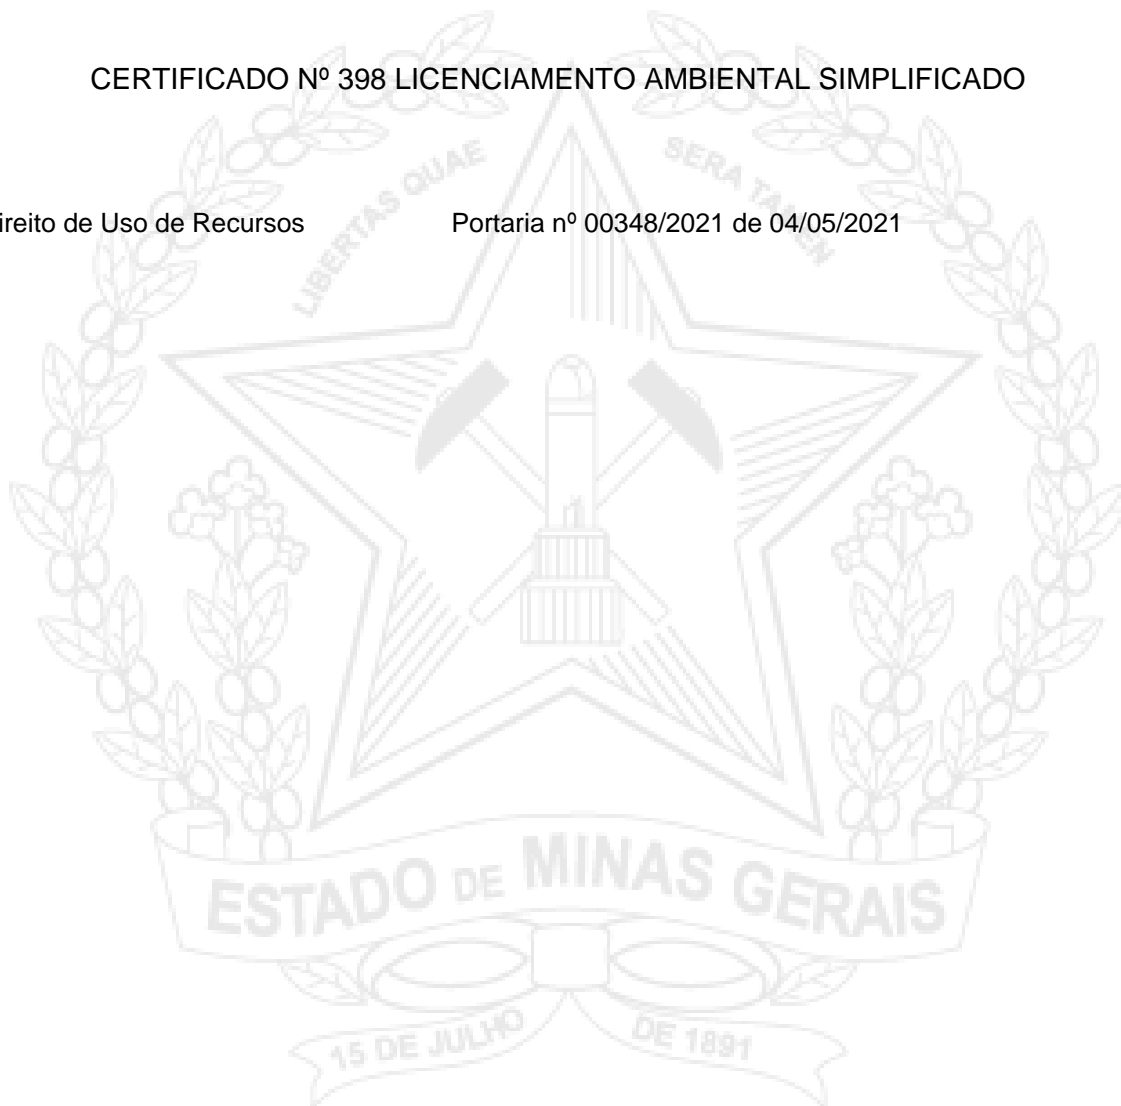 CERTIFICADO Nº 398 LICENCIAMENTO AMBIENTAL SIMPLIFICADO
LIBERTAS QUAE SERA TAMEN
ireito de Uso de Recursos Portaria nº 00348/2021 de 04/05/2021
ESTADO DE MINAS GERAIS
15 DE JULHO DE 1891